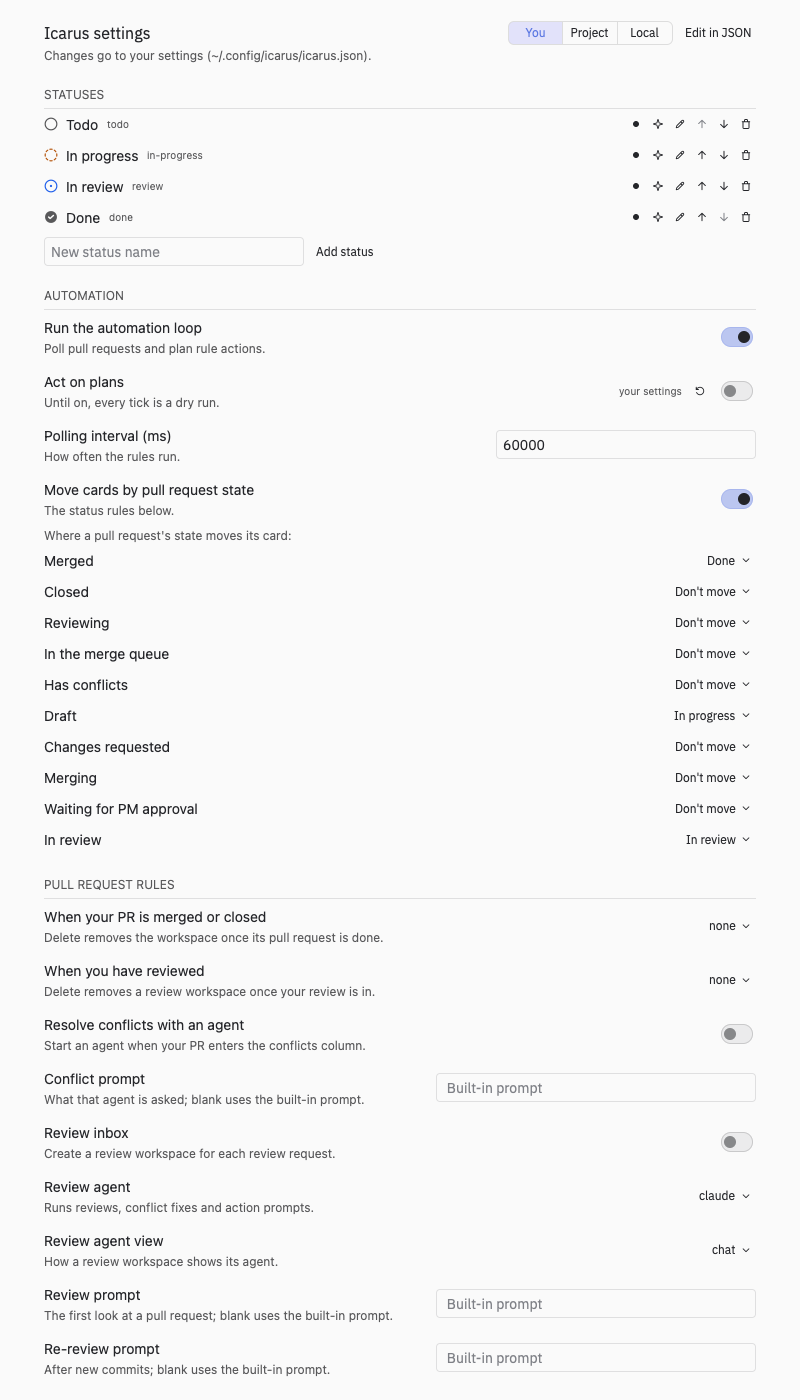 Icarus settings
You
Project
Local
Edit in JSON
Changes go to your settings (~/.config/icarus/icarus.json).
STATUSES
Todo todo
In progress in-progress
In review review
Done done
New status name
Add status
AUTOMATION
Run the automation loop
Poll pull requests and plan rule actions.
Act on plans
Until on, every tick is a dry run.
your settings
Polling interval (ms)
How often the rules run.
60000
Move cards by pull request state
The status rules below.
Where a pull request's state moves its card:
Merged Done
Closed Don't move
Reviewing Don't move
In the merge queue Don't move
Has conflicts Don't move
Draft In progress
Changes requested Don't move
Merging Don't move
Waiting for PM approval Don't move
In review In review
PULL REQUEST RULES
When your PR is merged or closed
Delete removes the workspace once its pull request is done.
none
When you have reviewed
Delete removes a review workspace once your review is in.
none
Resolve conflicts with an agent
Start an agent when your PR enters the conflicts column.
Conflict prompt
What that agent is asked; blank uses the built-in prompt.
Built-in prompt
Review inbox
Create a review workspace for each review request.
Review agent
Runs reviews, conflict fixes and action prompts.
claude
Review agent view
How a review workspace shows its agent.
chat
Review prompt
The first look at a pull request; blank uses the built-in prompt.
Built-in prompt
Re-review prompt
After new commits; blank uses the built-in prompt.
Built-in prompt